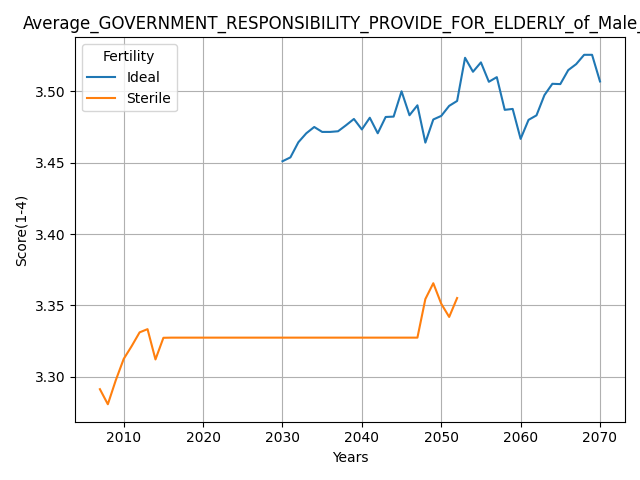 Average_GOVERNMENT_RESPONSIBILITY_PROVIDE_FOR_ELDERLY_of_Male_
Fertility
Ideal
Sterile
3.50
3.45
3.40
3.35
3.30
Score(1-4)
2010 2020 2030 2040 2050 2060 2070
Years